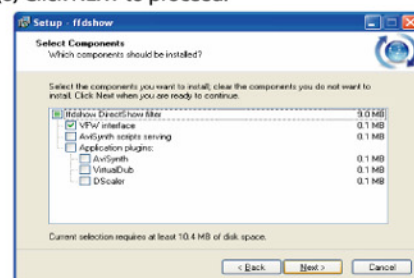 Click NEXT to proceed.
Setup - ffdshow
Select Components
Which components should be installed?
Select the components you want to install; clear the components you do not want to
install. Click Next when you are ready to continue.
ffdshow DirectShow filter 9.0 MB
VFW interface 0.1 MB
AviSynth scripts serving 0.1 MB
Application plugins:
AviSynth 0.1 MB
VirtualDub 0.1 MB
DScaler 0.1 MB
Current selection requires at least 10.4 MB of disk space.
< Back Next > Cancel